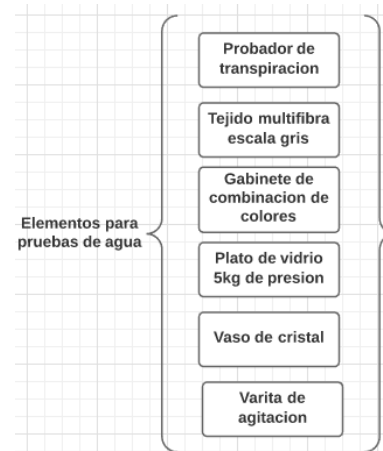 Elementos para
pruebas de agua
Probador de
transpiracion
Tejido multifibra
escala gris
Gabinete de
combinacion de
colores
Plato de vidrio
5kg de presion
Vaso de cristal
Varita de
agitacion